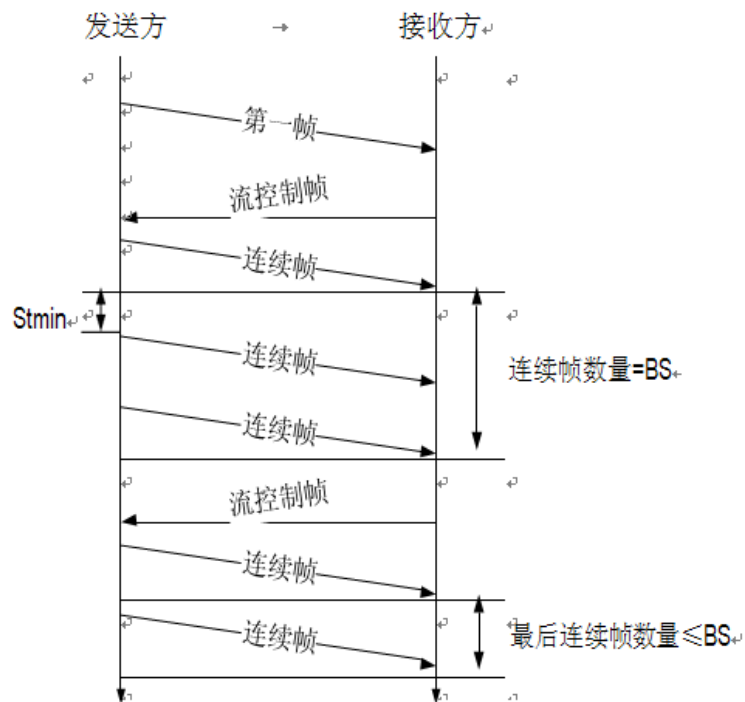 发送方 → 接收方
第一帧
流控制帧
连续帧
Stmin
连续帧
连续帧数量=BS
连续帧
流控制帧
连续帧
连续帧
最后连续帧数量≤BS